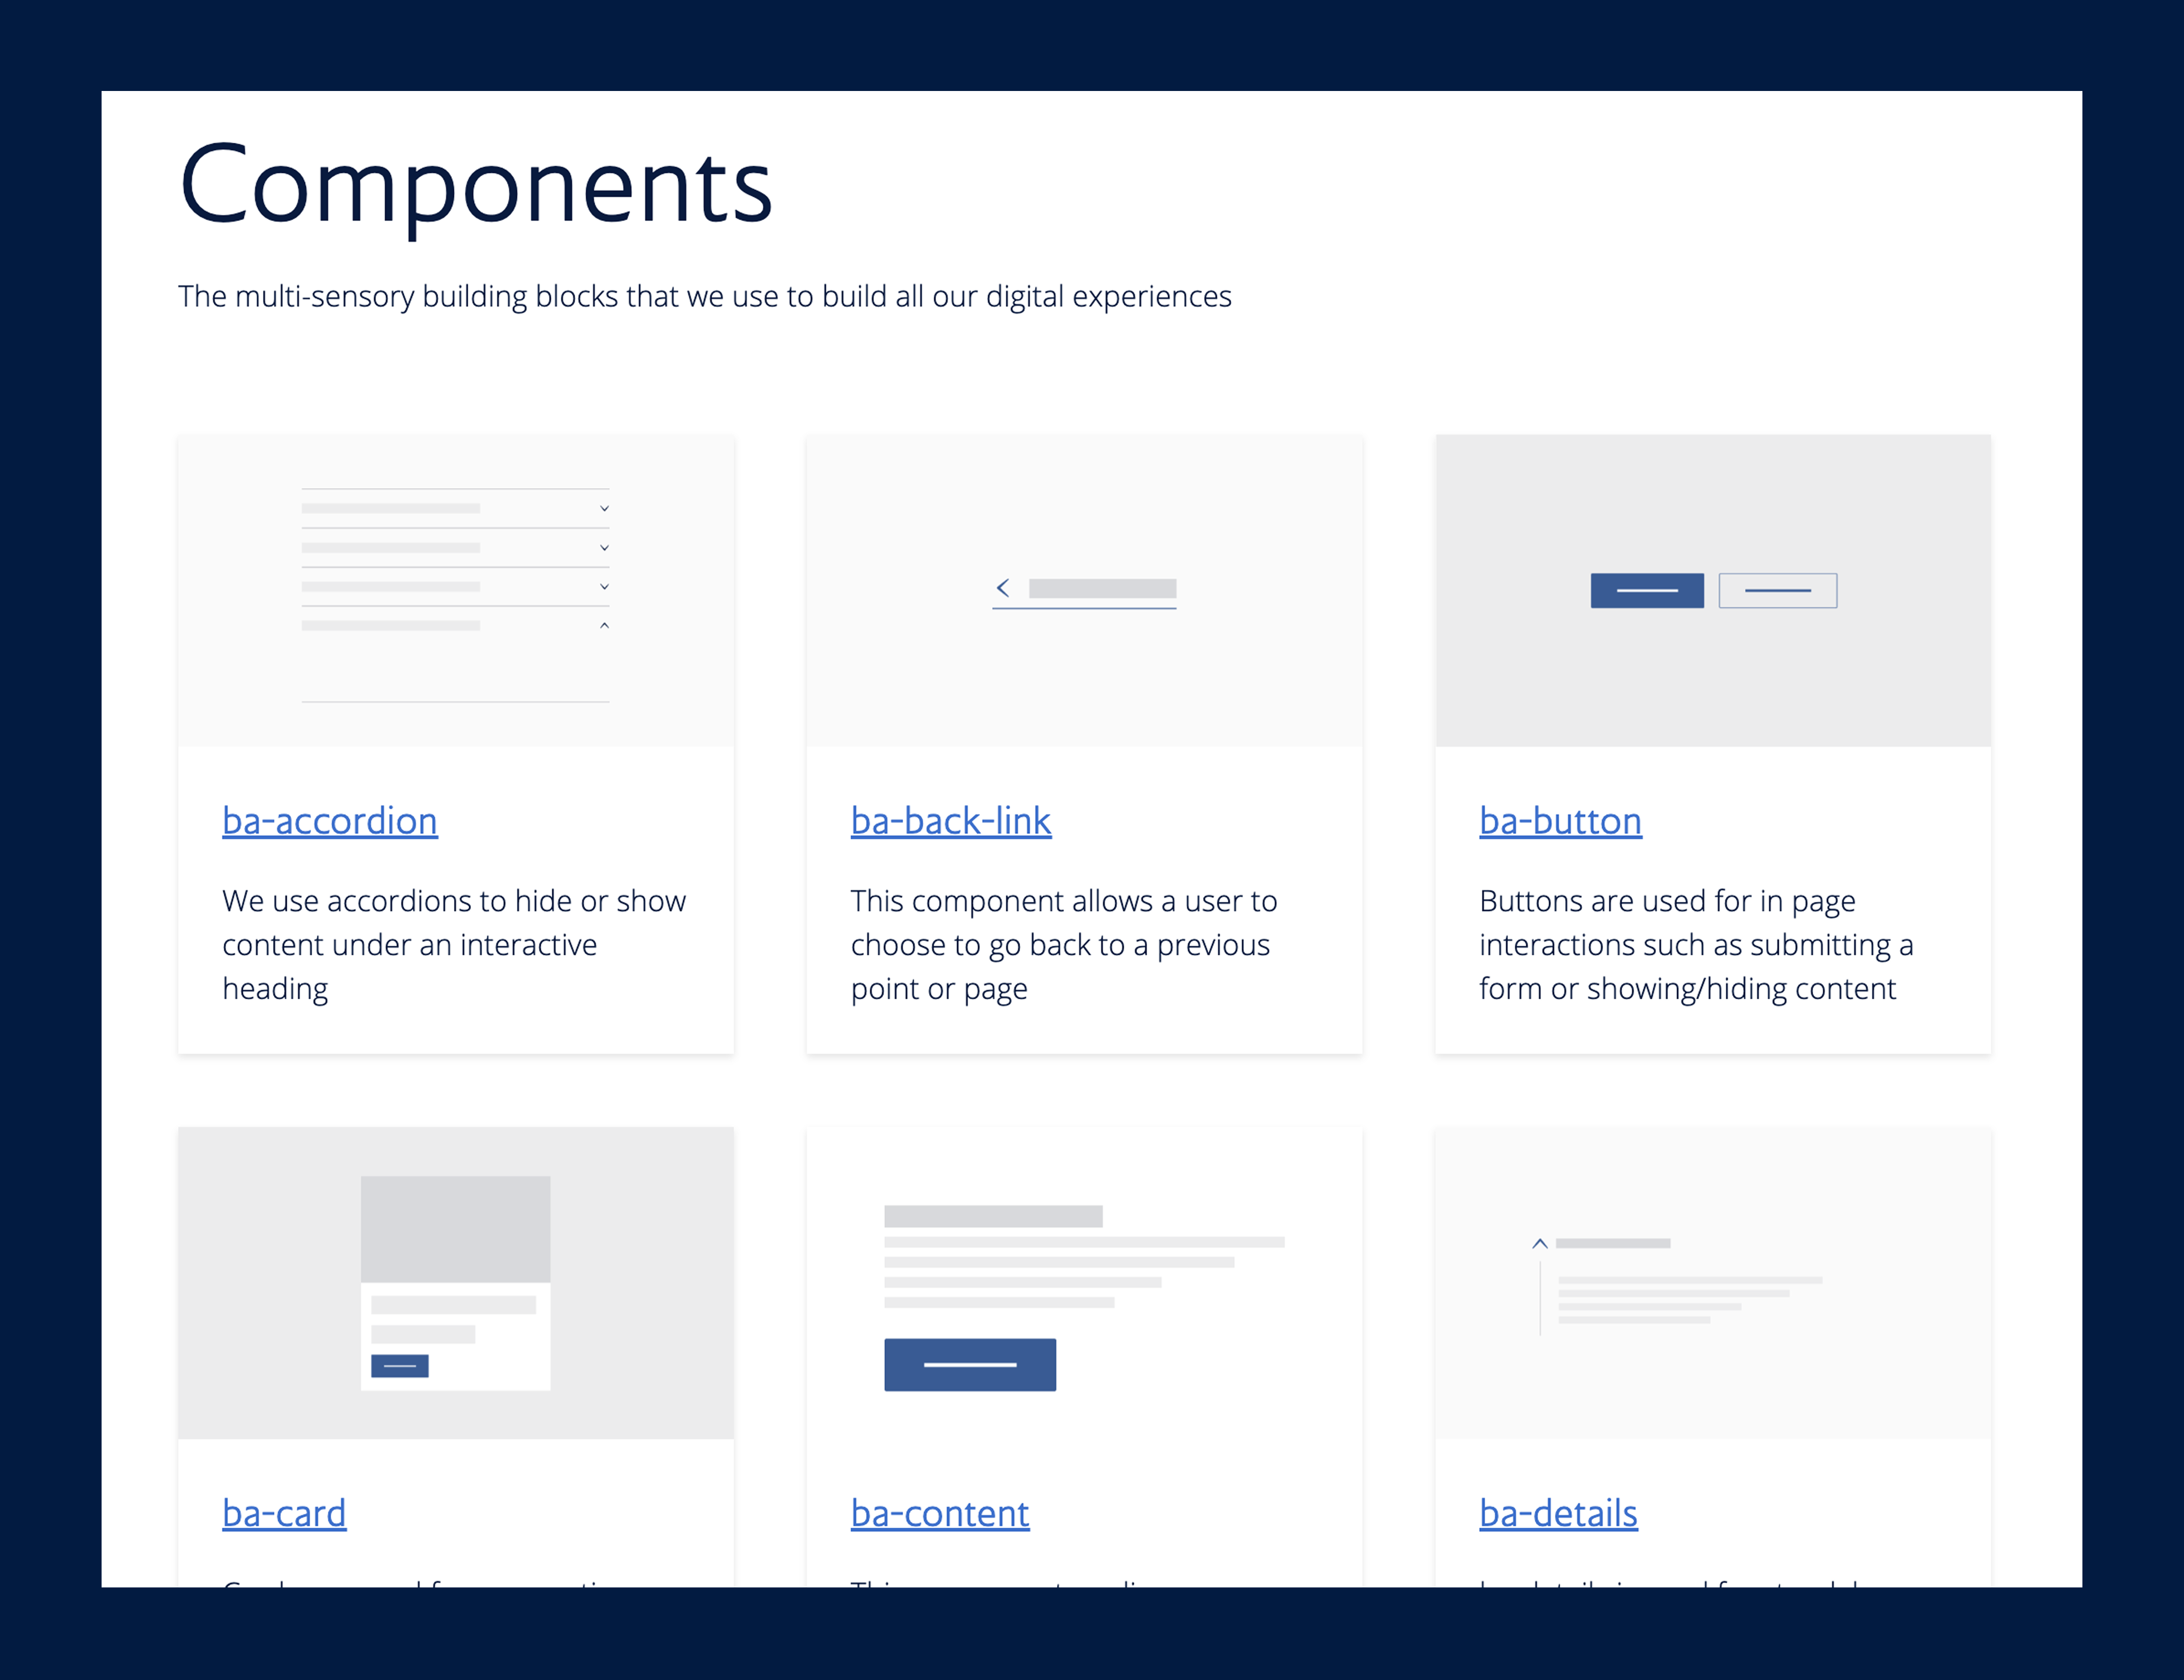 Components
The multi-sensory building blocks that we use to build all our digital experiences
ba-accordion
We use accordions to hide or show
content under an interactive
heading
ba-back-link
This component allows a user to
choose to go back to a previous
point or page
ba-button
Buttons are used for in page
interactions such as submitting a
form or showing/hiding content
ba-card
ba-content
ba-details